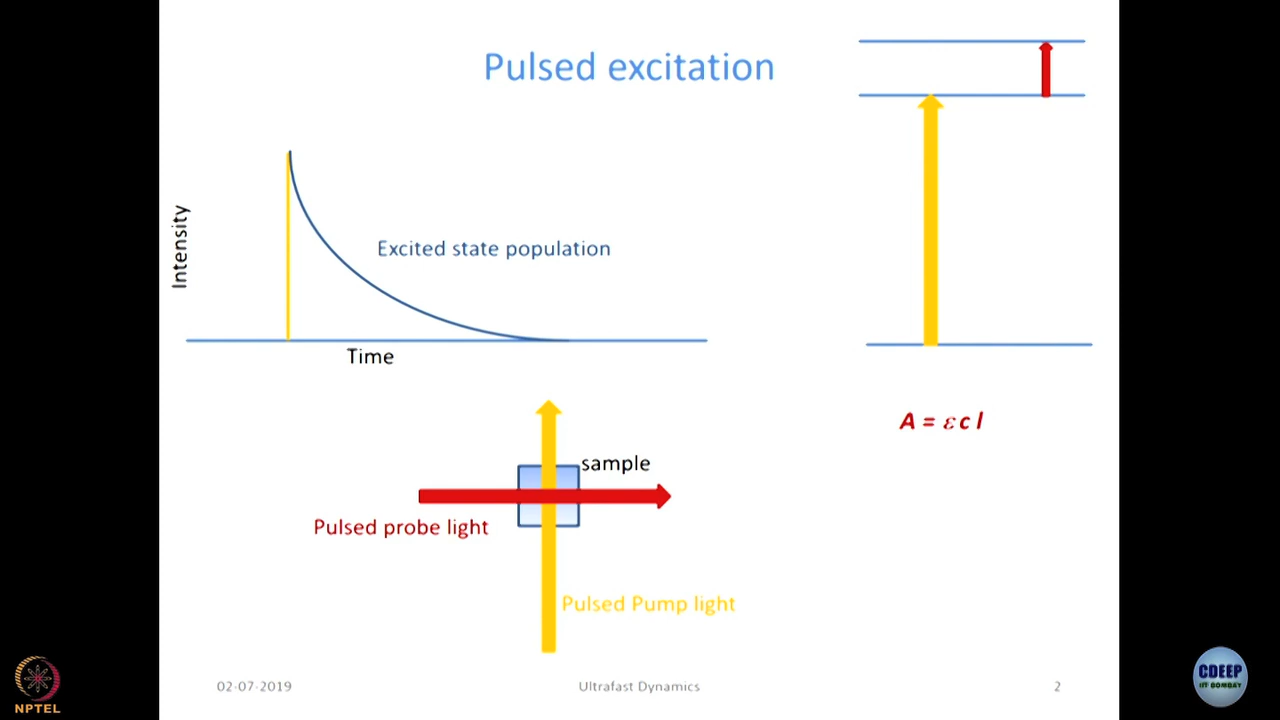 Pulsed excitation
Intensity
Excited state population
Time
A = ε c l
sample
Pulsed probe light
Pulsed Pump light
02-07-2019
Ultrafast Dynamics
2
NPTEL
CDEEP
IIT BOMBAY